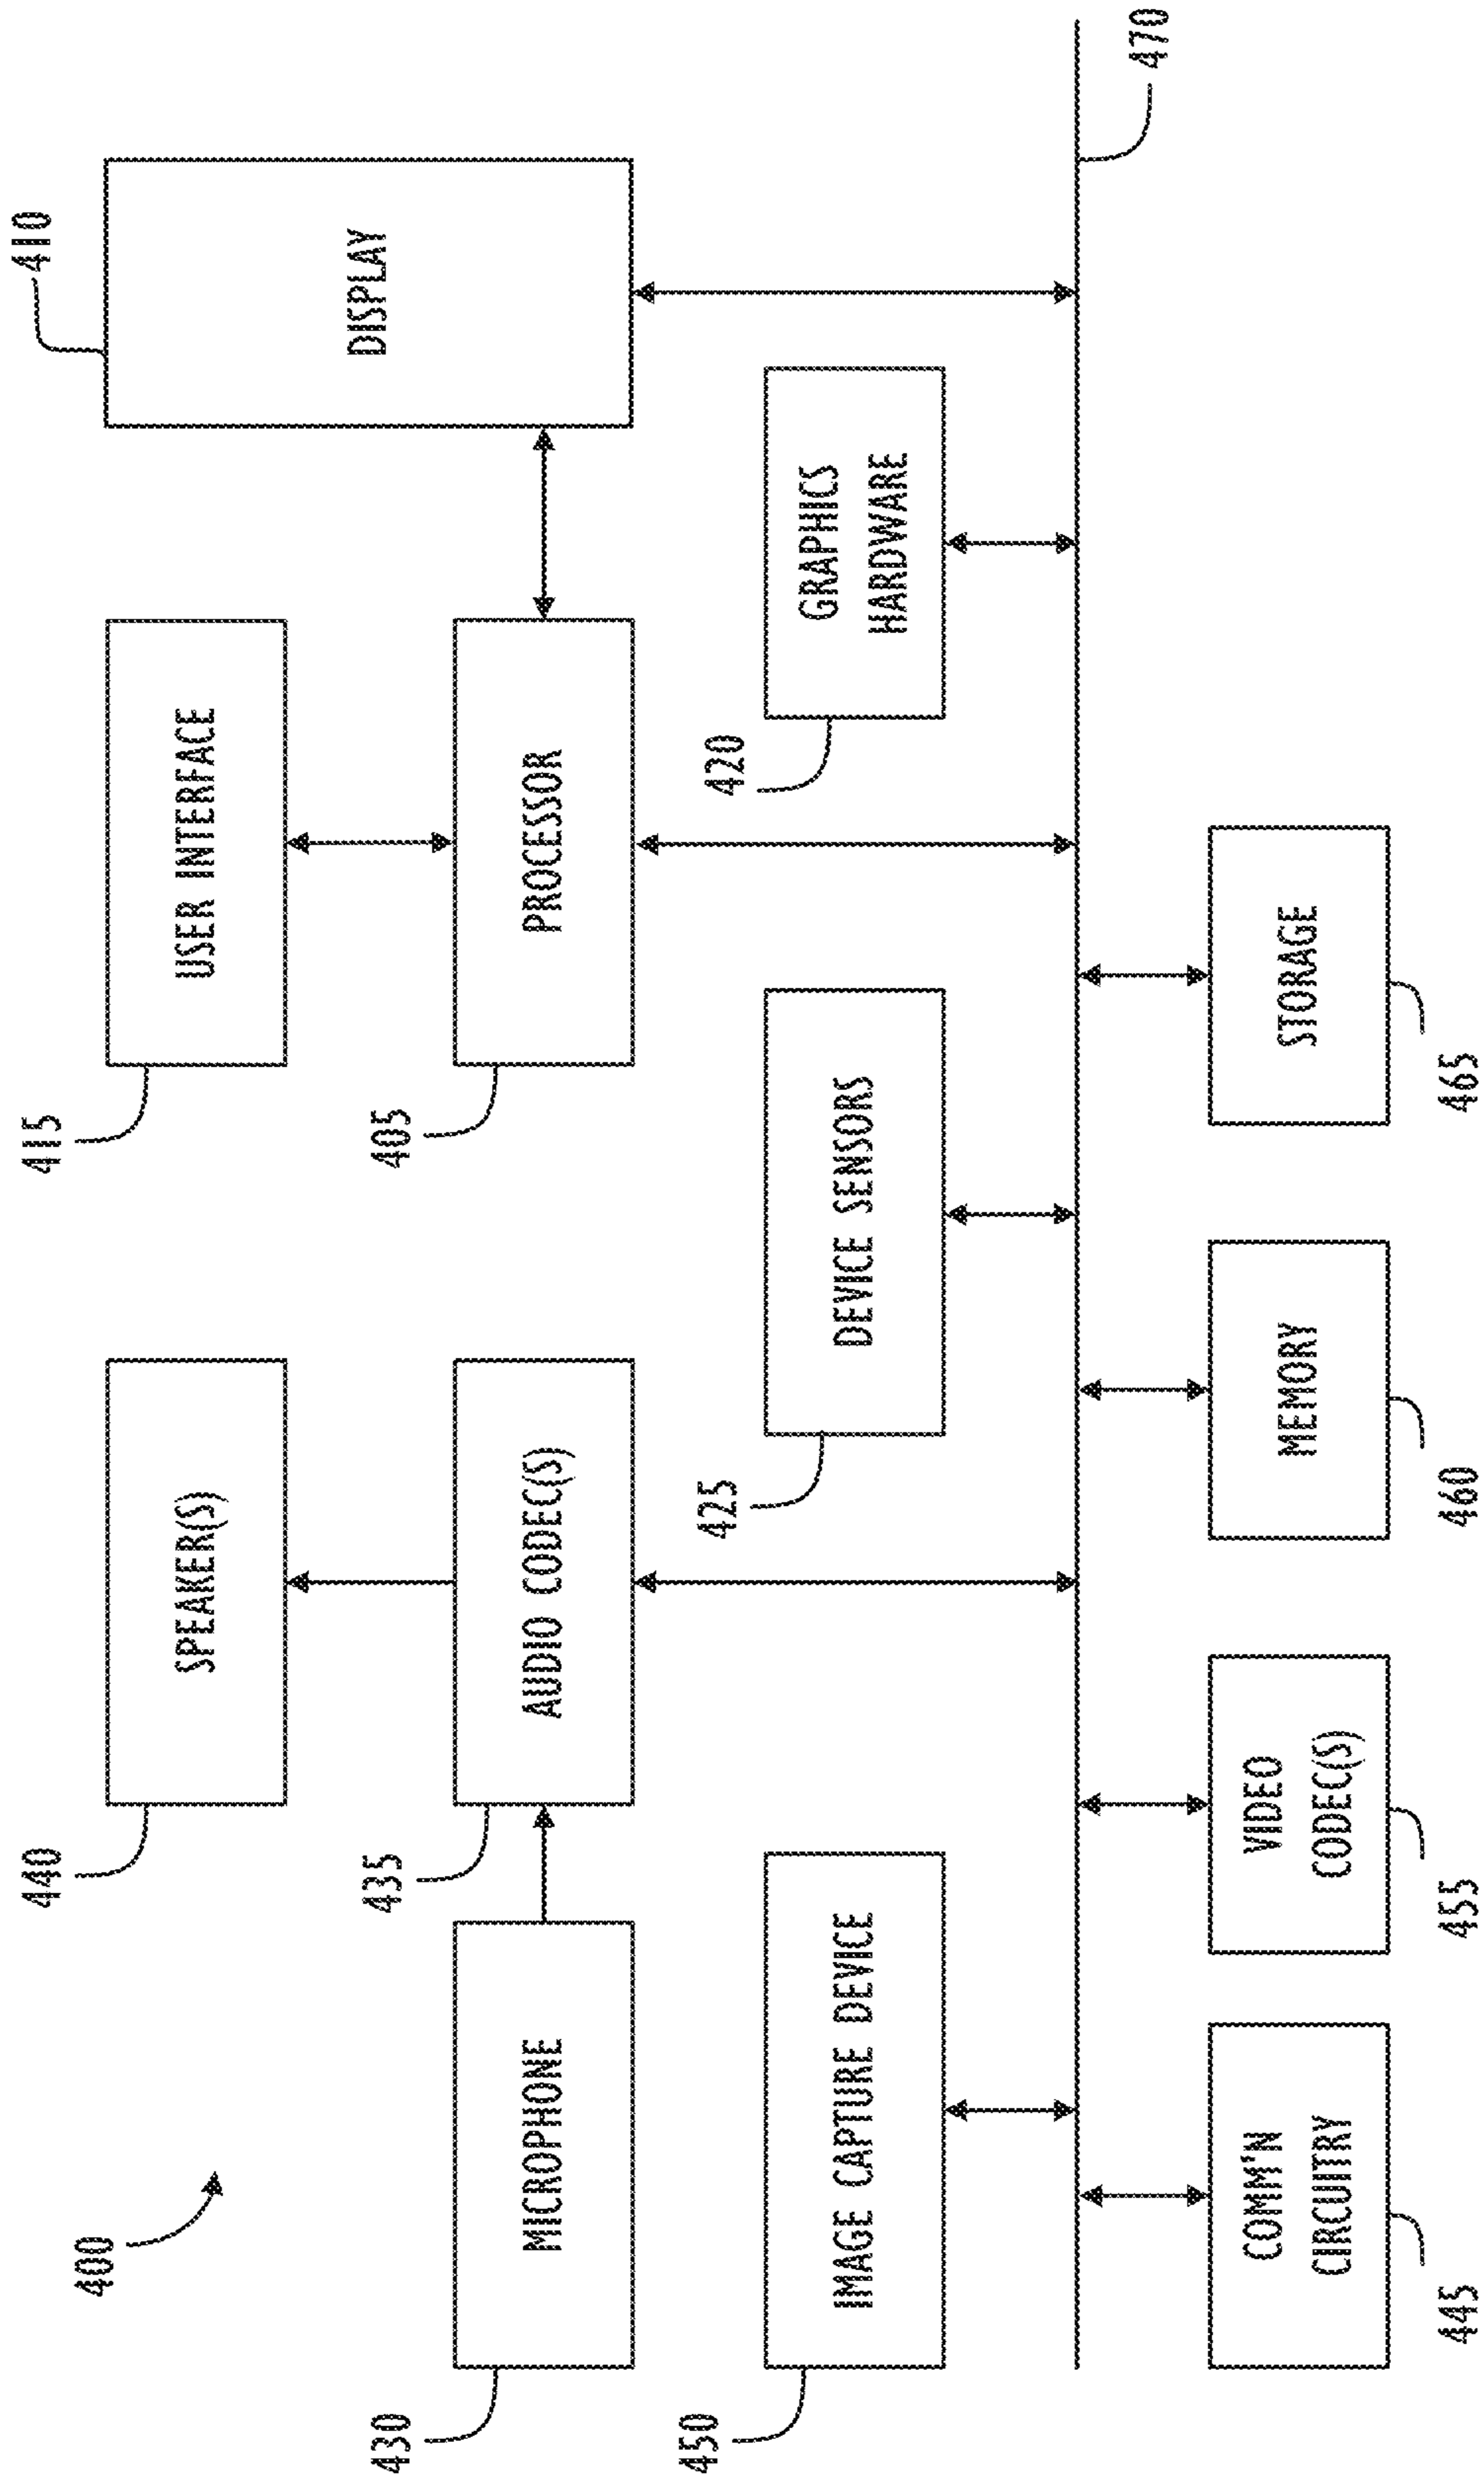 400
440
SPEAKER(S)
415
USER INTERFACE
410
DISPLAY
430
MICROPHONE
435
AUDIO CODEC(S)
405
PROCESSOR
450
IMAGE CAPTURE DEVICE
425
DEVICE SENSORS
420
GRAPHICS
HARDWARE
470
COMM'N
CIRCUITRY
445
VIDEO
CODEC(S)
455
MEMORY
460
STORAGE
465